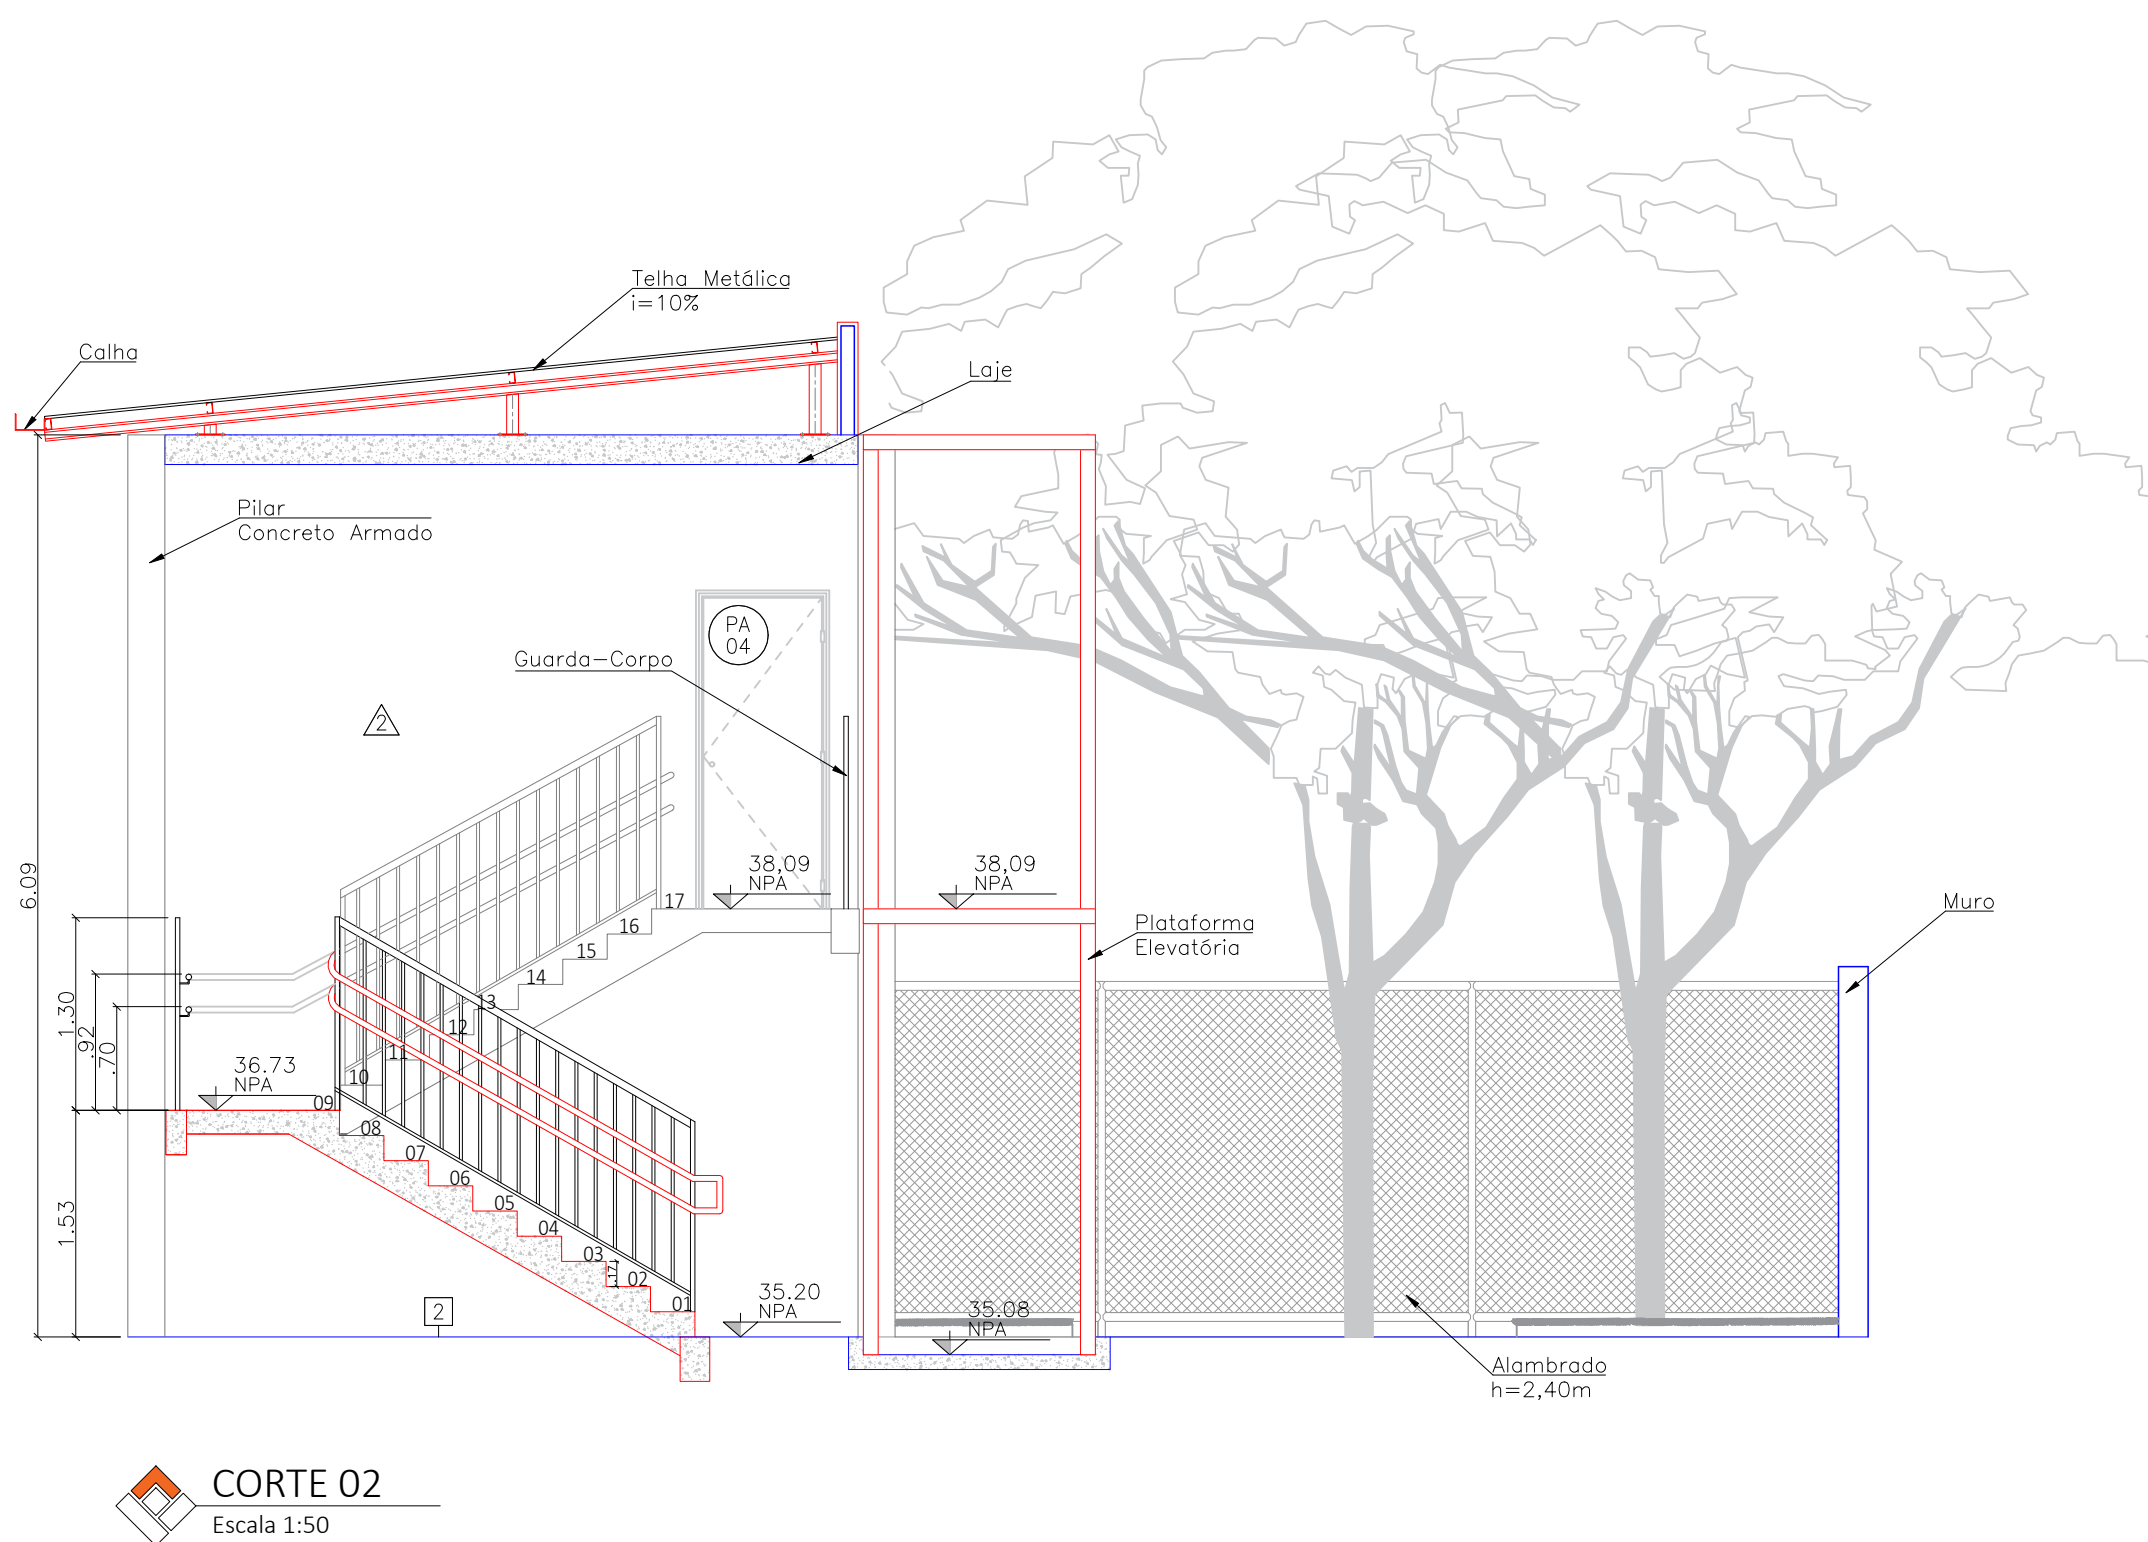 Telha Metálica
i=10%
Calha
Laje
Pilar
Concreto Armado
PA
04
Guarda-Corpo
2
6.09
38,09
NPA
38,09
NPA
17
16
15
14
13
12
11
10
09
08
07
06
05
04
03
02
01
.17
Muro
Plataforma
Elevatória
1.30
.92
.70
36.73
NPA
1.53
2
35.20
NPA
35.08
NPA
Alambrado
h=2,40m
CORTE 02
Escala 1:50